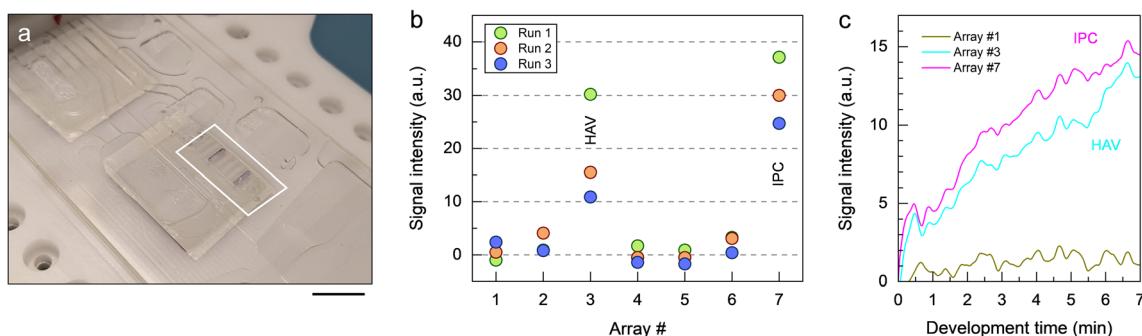 a
b
Signal intensity (a.u.)
40
30
20
10
0
Run 1
Run 2
Run 3
HAV
IPC
1 2 3 4 5 6 7
Array #
c
Signal intensity (a.u.)
15
10
5
0
Array #1
Array #3
Array #7
IPC
HAV
0 1 2 3 4 5 6 7
Development time (min)